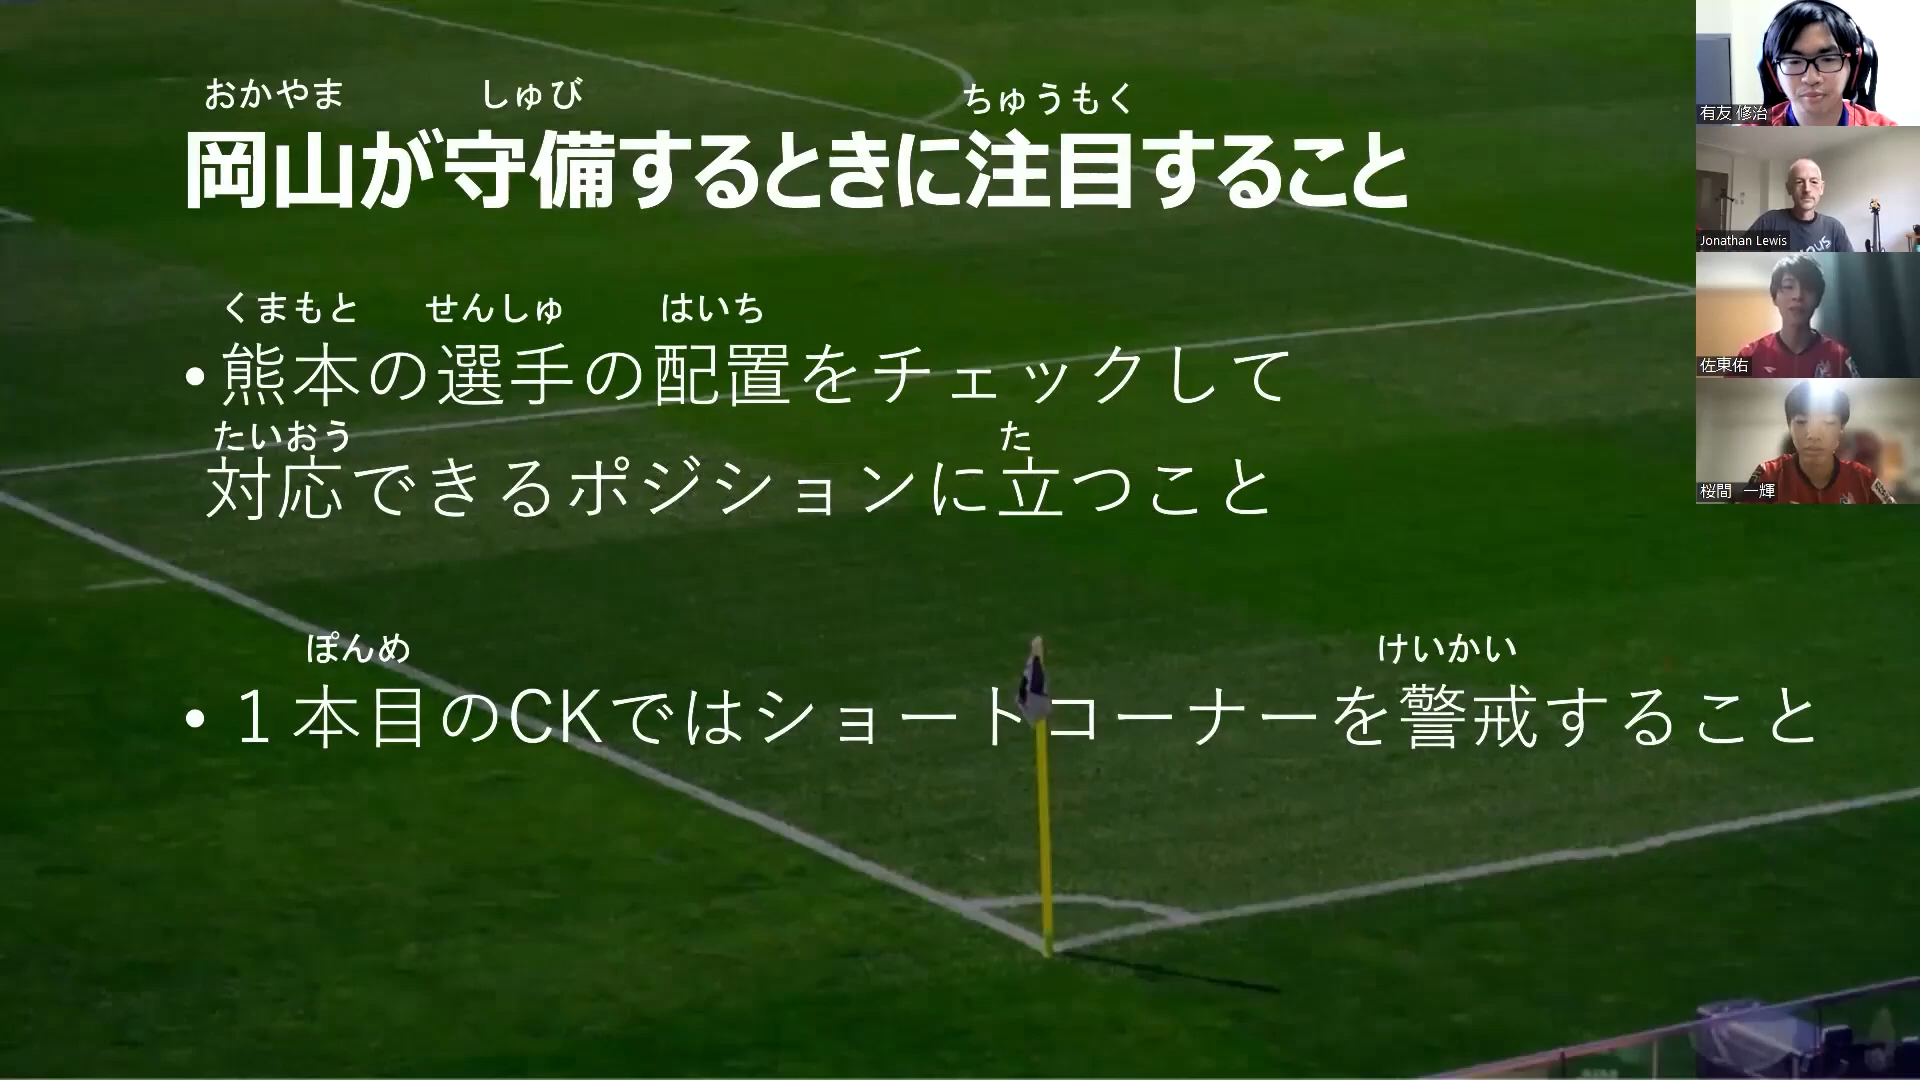 おかやま しゅび ちゅうもく
岡山が守備するときに注目すること
くまもと せんしゅ はいち
•熊本の選手の配置をチェックして
たいおう た
対応できるポジションに立つこと
ぽんめ けいかい
•１本目のCKではショートコーナーを警戒すること
有友 修治
Jonathan Lewis
佐東佑
桜間 一輝